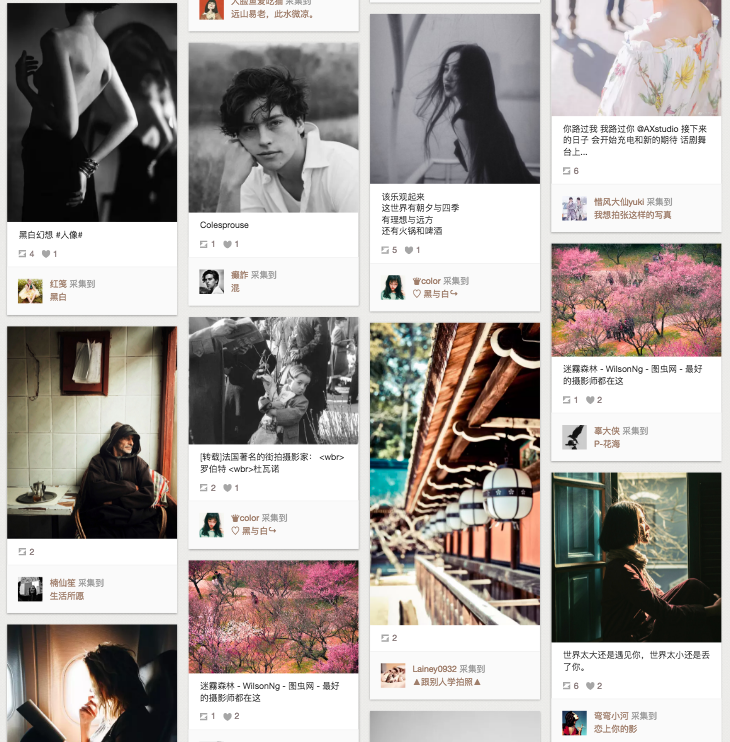 黑白幻想 #人像#
4 1
红笺 采集到
黑白
2
楠仙笙 采集到
生活所愿
人脸鱼爱吃猫 采集到
远山易老，此水微凉。
Colesprouse
1 1
癫詐 采集到
混
[转载]法国著名的街拍摄影家： <wbr>
罗伯特 <wbr>杜瓦诺
2 1
♛color 采集到
♡ 黑与白↪
迷霧森林 - WilsonNg - 图虫网 - 最好
的摄影师都在这
1 2
该乐观起来
这世界有朝夕与四季
有理想与远方
还有火锅和啤酒
5 1
♛color 采集到
♡ 黑与白↪
2
Lainey0932 采集到
▲跟别人学拍照▲
你路过我 我路过你 @AXstudio 接下来
的日子 会开始充电和新的期待 话剧舞
台上...
6
惜风大仙yuki 采集到
我想拍张这样的写真
迷霧森林 - WilsonNg - 图虫网 - 最好
的摄影师都在这
1 2
辜大侠 采集到
P-花海
世界太大还是遇见你，世界太小还是丢
了你。
6 2
弯弯小河 采集到
恋上你的影